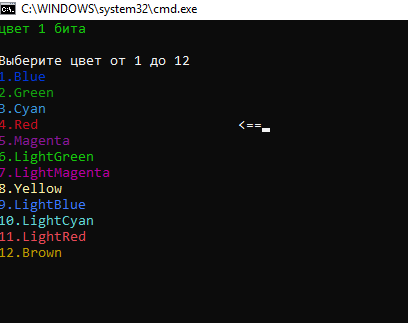 C:\WINDOWS\system32\cmd.exe
цвет 1 бита
Выберите цвет от 1 до 12
1.Blue
2.Green
3.Cyan
4.Red <==
5.Magenta
6.LightGreen
7.LightMagenta
8.Yellow
9.LightBlue
10.LightCyan
11.LightRed
12.Brown